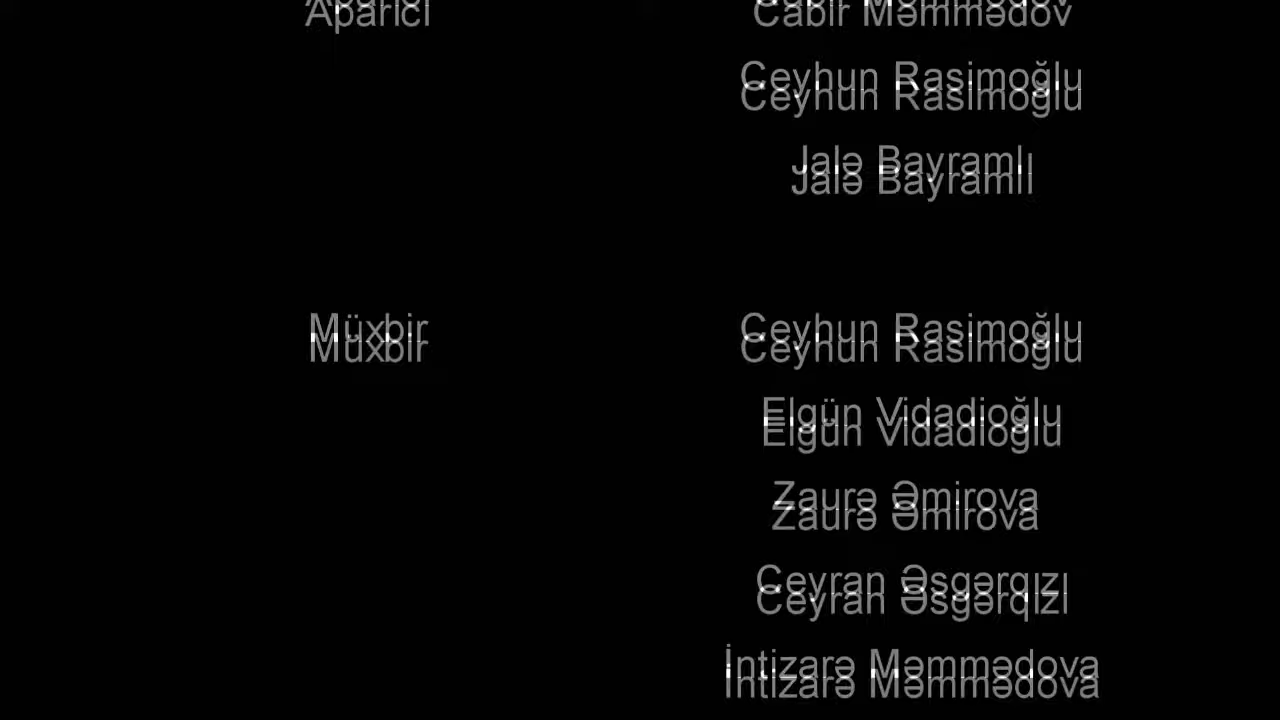 Aparıcı Cabir Məmmədov
Ceyhun Rasimoğlu
Jalə Bayramlı
Müxbir Ceyhun Rasimoğlu
Elgün Vidadioğlu
Zaurə Əmirova
Ceyran Əsgərqızı
İntizarə Məmmədova